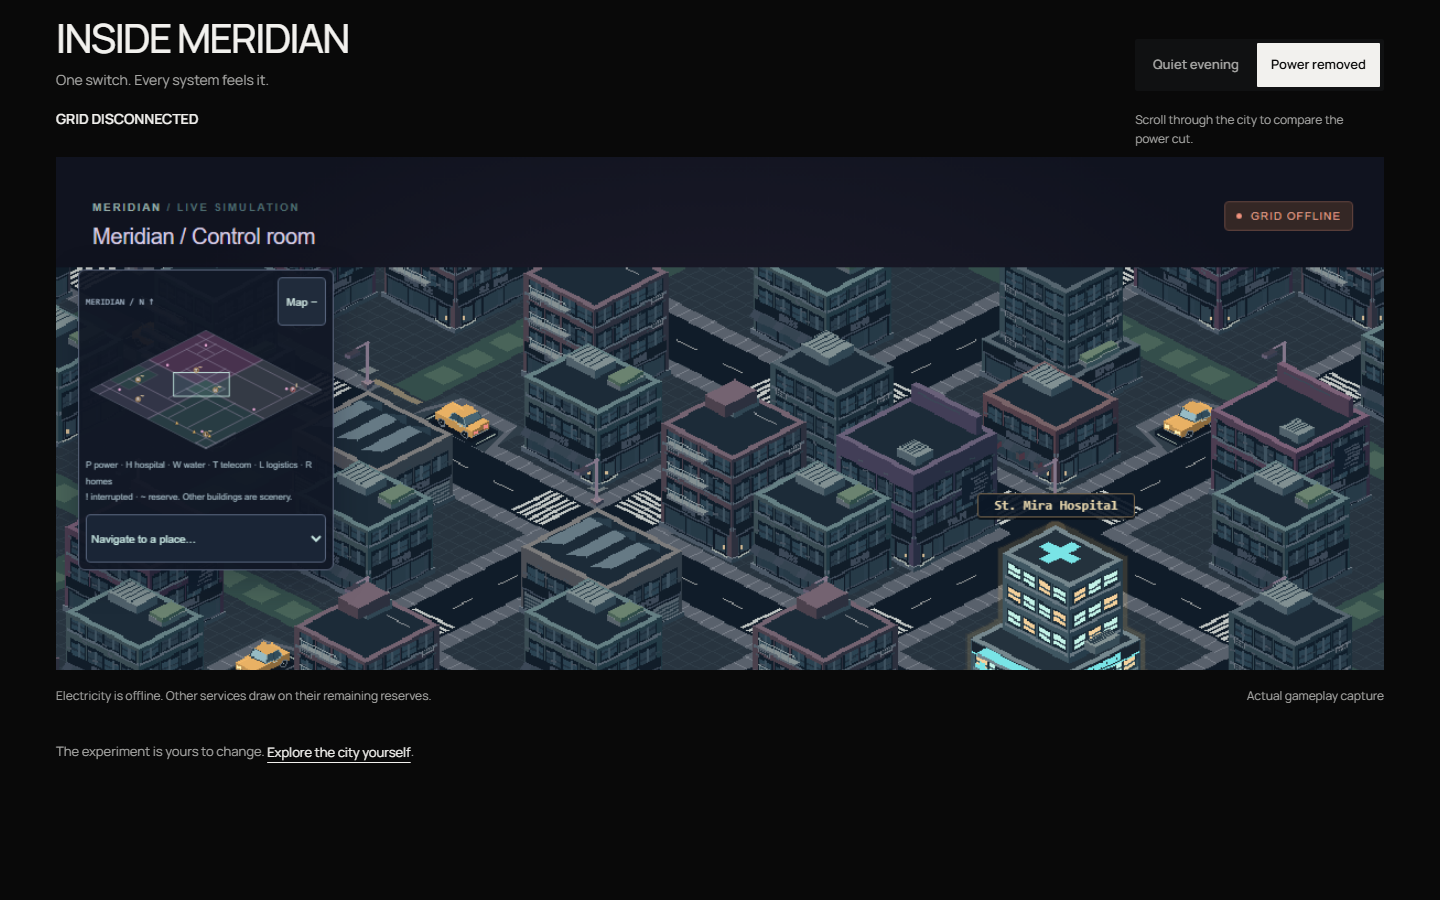 INSIDE MERIDIAN
One switch. Every system feels it.
Quiet evening
Power removed
GRID DISCONNECTED
Scroll through the city to compare the
power cut.
MERIDIAN / LIVE SIMULATION
Meridian / Control room
GRID OFFLINE
MERIDIAN / N ↑
Map −
P power · H hospital · W water · T telecom · L logistics · R
homes
! interrupted · ~ reserve. Other buildings are scenery.
Navigate to a place...
St. Mira Hospital
Electricity is offline. Other services draw on their remaining reserves.
Actual gameplay capture
The experiment is yours to change. Explore the city yourself.